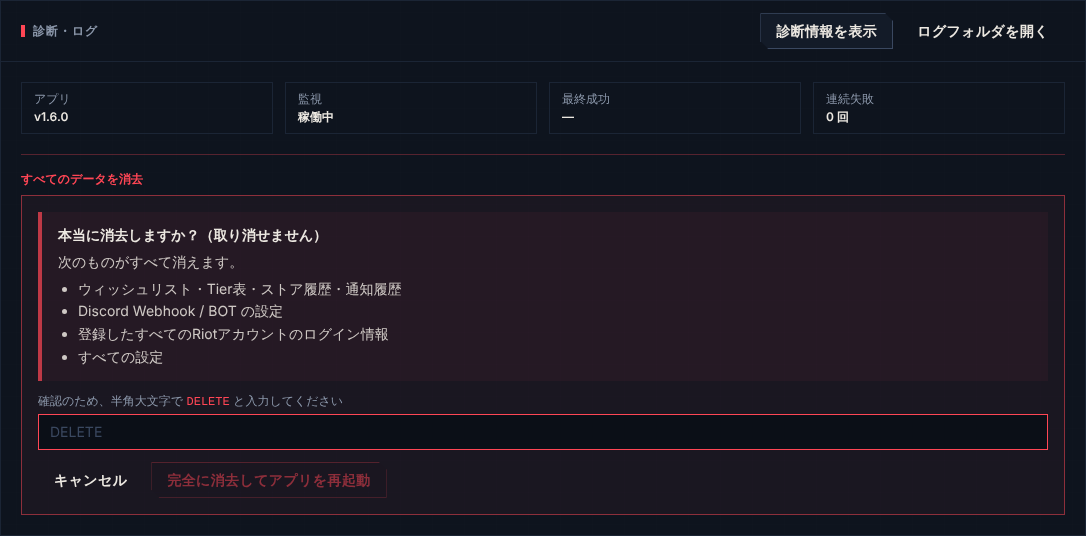 診断・ログ
診断情報を表示
ログフォルダを開く
アプリ
v1.6.0
監視
稼働中
最終成功
—
連続失敗
0 回
すべてのデータを消去
本当に消去しますか？（取り消せません）
次のものがすべて消えます。
ウィッシュリスト・Tier表・ストア履歴・通知履歴
Discord Webhook / BOT の設定
登録したすべてのRiotアカウントのログイン情報
すべての設定
確認のため、半角大文字で DELETE と入力してください
DELETE
キャンセル
完全に消去してアプリを再起動